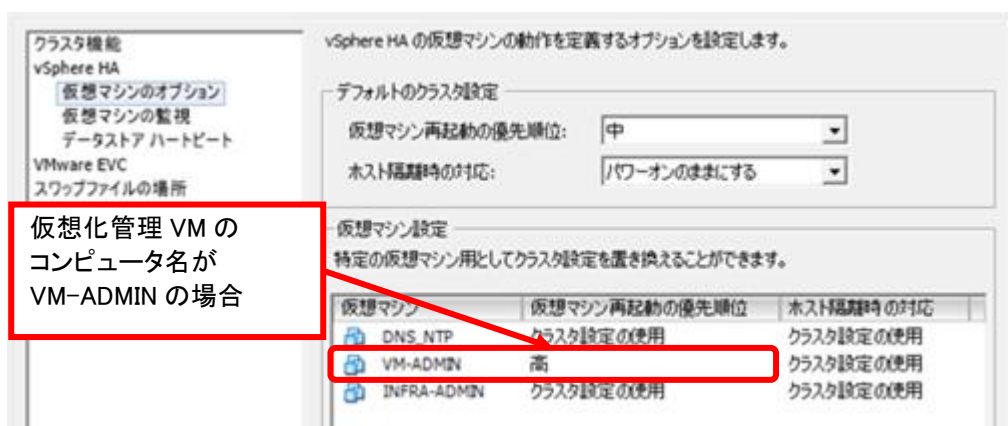 クラスタ機能
vSphere HA
仮想マシンのオプション
仮想マシンの監視
データストア ハートビート
VMware EVC
スワップファイルの場所
vSphere HA の仮想マシンの動作を定義するオプションを設定します。
デフォルトのクラスタ設定
仮想マシン再起動の優先順位: 中
ホスト隔離時の対応: パワーオンのままにする
仮想化管理 VM の
コンピュータ名が
VM-ADMIN の場合
仮想マシン設定
特定の仮想マシン用としてクラスタ設定を置き換えることができます。
仮想マシン 仮想マシン再起動の優先順位 ホスト隔離時の対応
DNS_NTP クラスタ設定の使用 クラスタ設定の使用
VM-ADMIN 高 クラスタ設定の使用
INFRA-ADMIN クラスタ設定の使用 クラスタ設定の使用